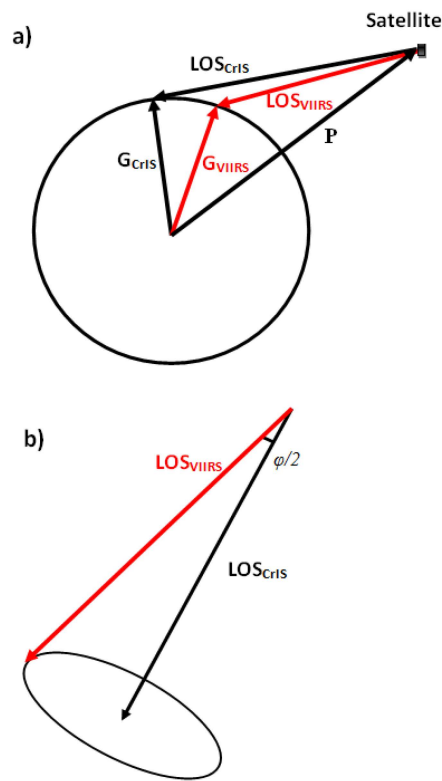 a)
Satellite
LOSCrIS
LOSVIIRS
P
GCrIS
GVIIRS
b)
LOSVIIRS
φ/2
LOSCrIS